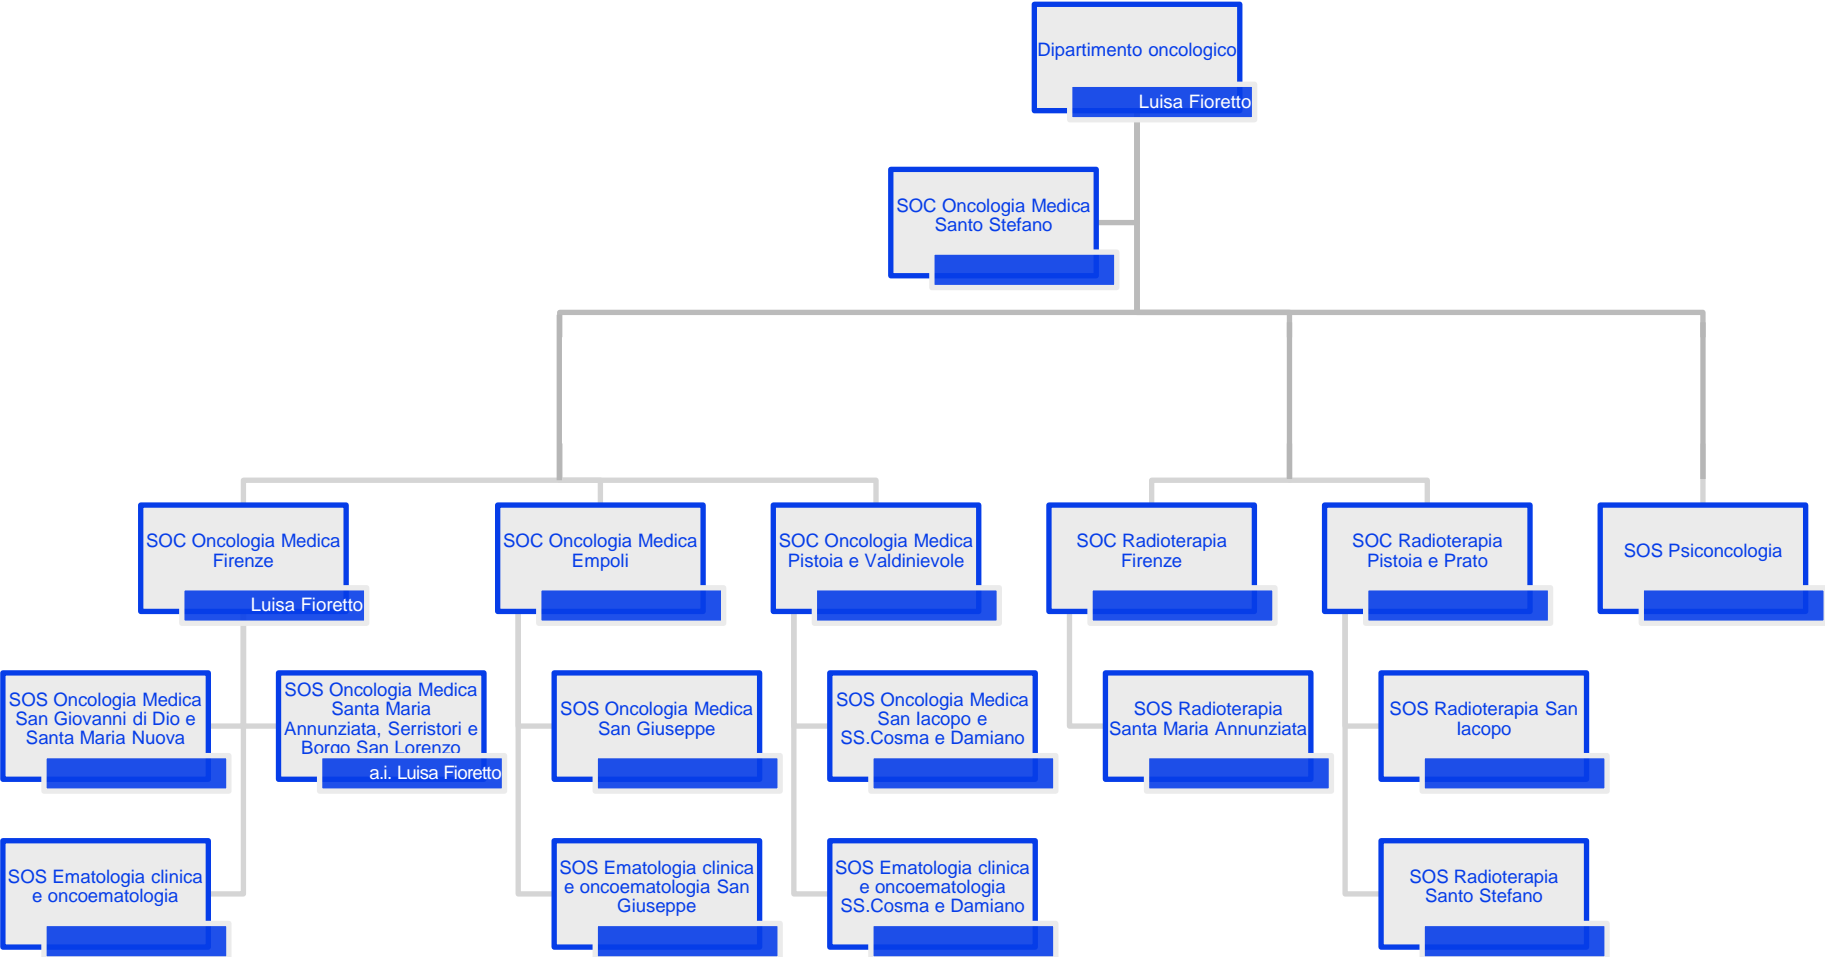 Dipartimento oncologico
Luisa Fioretto
SOC Oncologia Medica
Santo Stefano
SOC Oncologia Medica
Firenze
Luisa Fioretto
SOC Oncologia Medica
Empoli
SOC Oncologia Medica
Pistoia e Valdinievole
SOC Radioterapia
Firenze
SOC Radioterapia
Pistoia e Prato
SOS Psiconcologia
SOS Oncologia Medica
San Giovanni di Dio e
Santa Maria Nuova
SOS Oncologia Medica
Santa Maria
Annunziata, Serristori e
Borgo San Lorenzo
a.i. Luisa Fioretto
SOS Oncologia Medica
San Giuseppe
SOS Oncologia Medica
San Iacopo e
SS.Cosma e Damiano
SOS Radioterapia
Santa Maria Annunziata
SOS Radioterapia San
Iacopo
SOS Ematologia clinica
e oncoematologia
SOS Ematologia clinica
e oncoematologia San
Giuseppe
SOS Ematologia clinica
e oncoematologia
SS.Cosma e Damiano
SOS Radioterapia
Santo Stefano